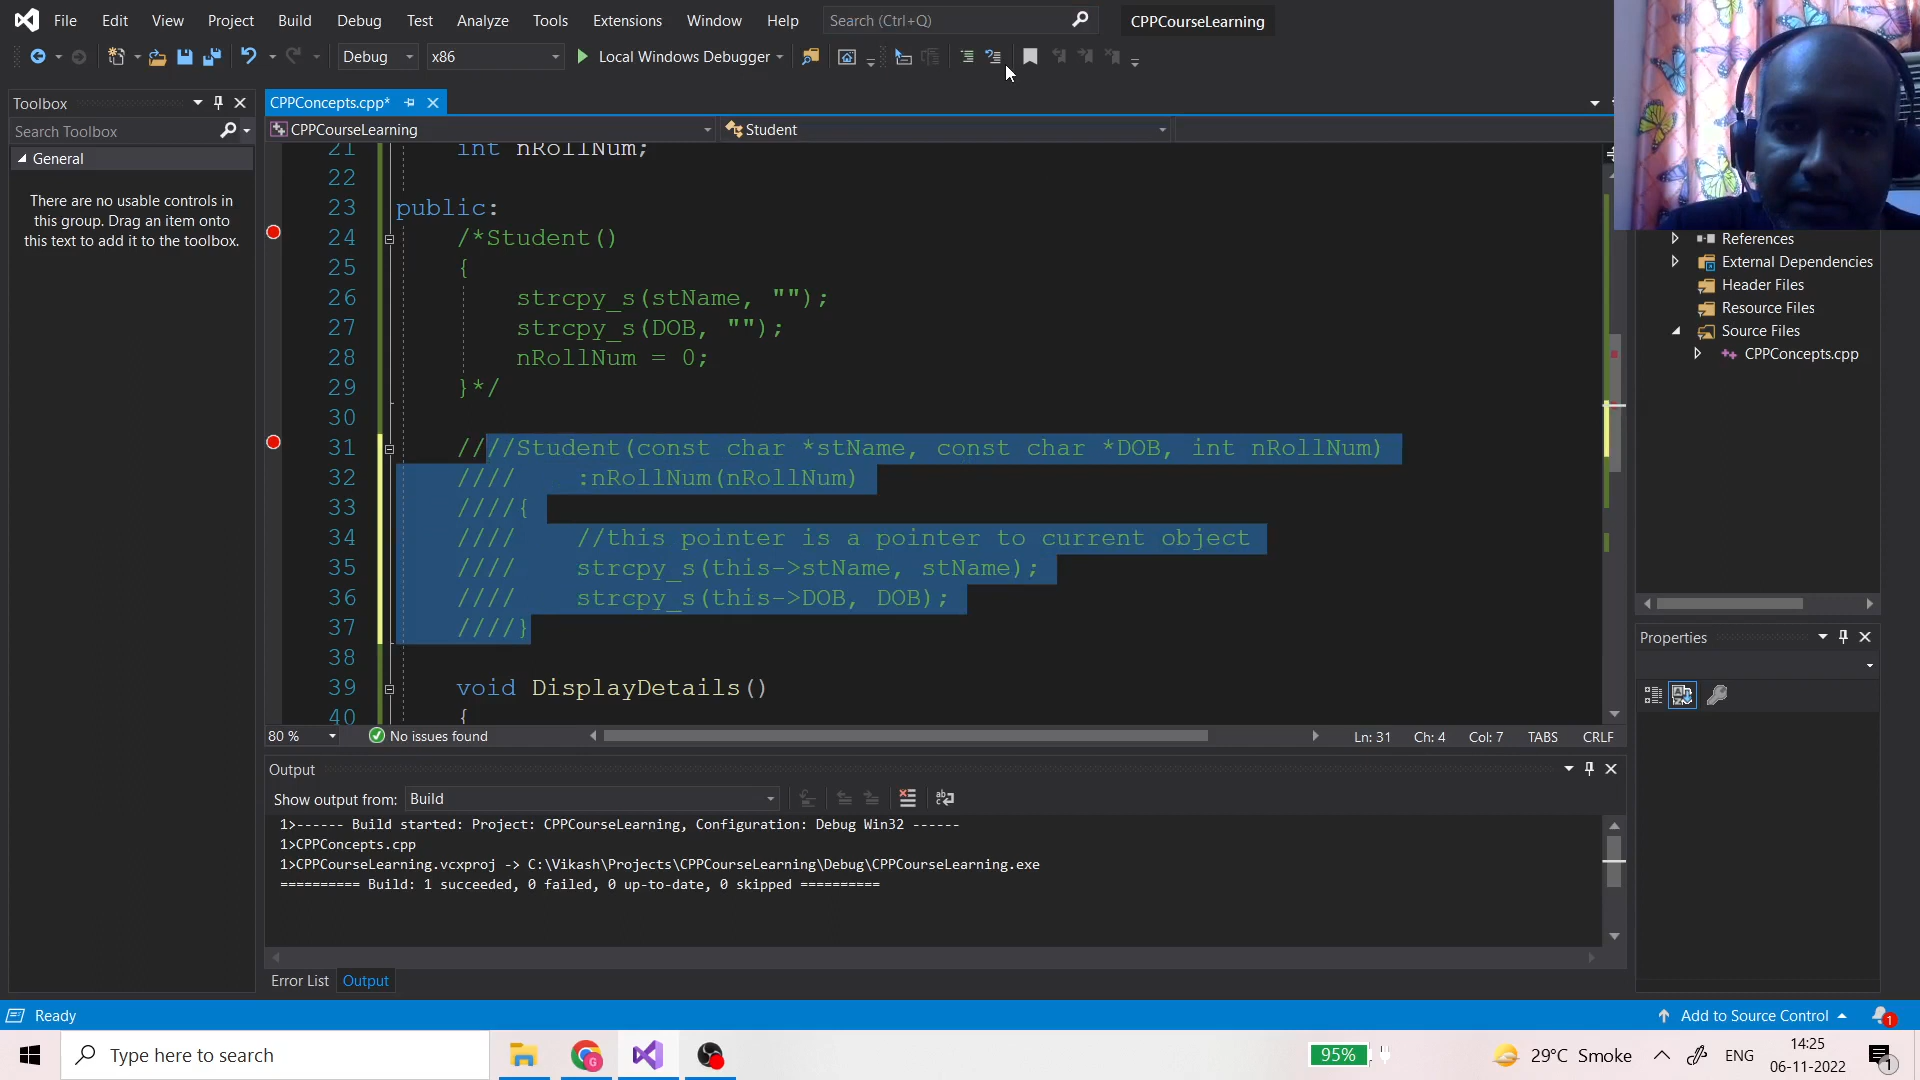 File Edit View Project Build Debug Test Analyze Tools Extensions Window Help Search (Ctrl+Q) CPPCourseLearning
Debug x86 Local Windows Debugger
Toolbox
Search Toolbox
General
There are no usable controls in
this group. Drag an item onto
this text to add it to the toolbox.
CPPConcepts.cpp*
CPPCourseLearning Student
21 int nRollNum;
22
23 public:
24 /*Student()
25 {
26 strcpy_s(stName, "");
27 strcpy_s(DOB, "");
28 nRollNum = 0;
29 }*/
30
31 ////Student(const char *stName, const char *DOB, int nRollNum)
32 //// :nRollNum(nRollNum)
33 ////{
34 //// //this pointer is a pointer to current object
35 //// strcpy_s(this->stName, stName);
36 //// strcpy_s(this->DOB, DOB);
37 ////}
38
39 void DisplayDetails()
40 {
80 % No issues found Ln: 31 Ch: 4 Col: 7 TABS CRLF
Output
Show output from: Build
1>------ Build started: Project: CPPCourseLearning, Configuration: Debug Win32 ------
1>CPPConcepts.cpp
1>CPPCourseLearning.vcxproj -> C:\Vikash\Projects\CPPCourseLearning\Debug\CPPCourseLearning.exe
========== Build: 1 succeeded, 0 failed, 0 up-to-date, 0 skipped ==========
Error List Output
References
External Dependencies
Header Files
Resource Files
Source Files
CPPConcepts.cpp
Properties
Ready Add to Source Control 1
Type here to search 95% 29°C Smoke ENG 14:25
06-11-2022 1